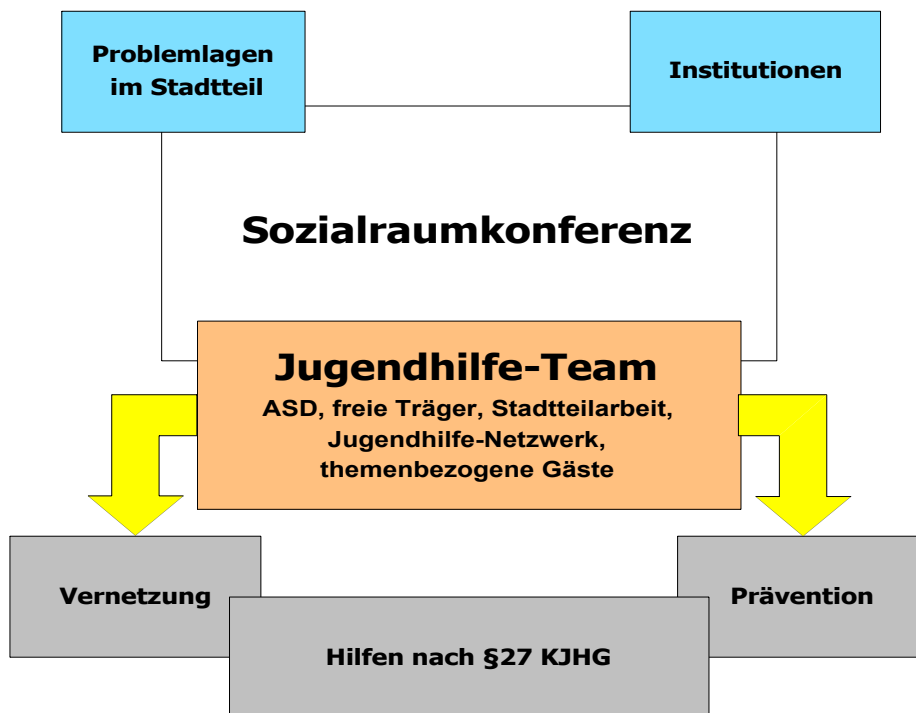 Problemlagen
im Stadtteil
Institutionen
Sozialraumkonferenz
Jugendhilfe-Team
ASD, freie Träger, Stadtteilarbeit,
Jugendhilfe-Netzwerk,
themenbezogene Gäste
Vernetzung
Prävention
Hilfen nach §27 KJHG